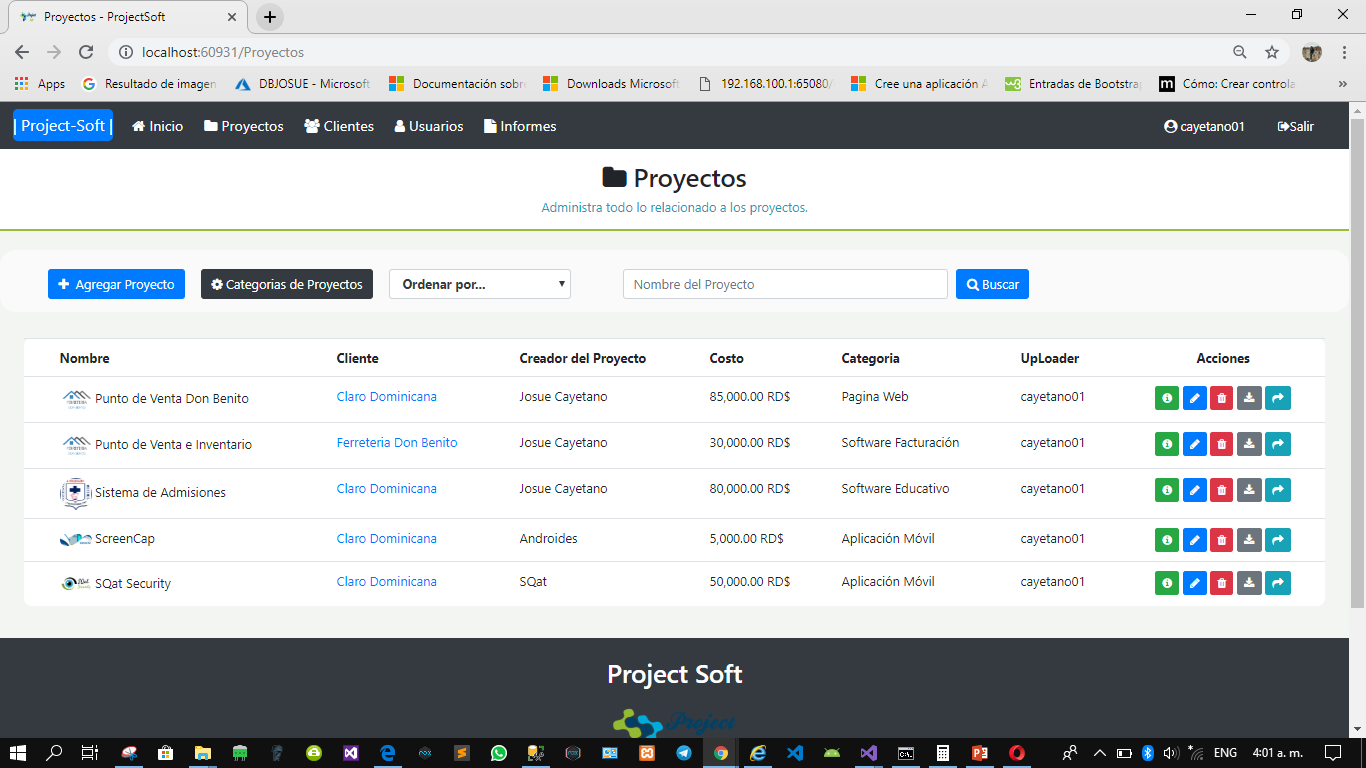 Proyectos - ProjectSoft
localhost:60931/Proyectos
Apps Resultado de imagen DBJOSUE - Microsoft Documentación sobre Downloads Microsoft 192.168.100.1:65080/ Cree una aplicación A Entradas de Bootstrap Cómo: Crear controla
| Project-Soft | Inicio Proyectos Clientes Usuarios Informes cayetano01 Salir
Proyectos
Administra todo lo relacionado a los proyectos.
+ Agregar Proyecto Categorias de Proyectos Ordenar por... Nombre del Proyecto Buscar
Nombre Cliente Creador del Proyecto Costo Categoria UpLoader Acciones
Punto de Venta Don Benito Claro Dominicana Josue Cayetano 85,000.00 RD$ Pagina Web cayetano01
Punto de Venta e Inventario Ferreteria Don Benito Josue Cayetano 30,000.00 RD$ Software Facturación cayetano01
Sistema de Admisiones Claro Dominicana Josue Cayetano 80,000.00 RD$ Software Educativo cayetano01
ScreenCap Claro Dominicana Androides 5,000.00 RD$ Aplicación Móvil cayetano01
SQat Security Claro Dominicana SQat 50,000.00 RD$ Aplicación Móvil cayetano01
Project Soft
Project
ENG 4:01 a. m.